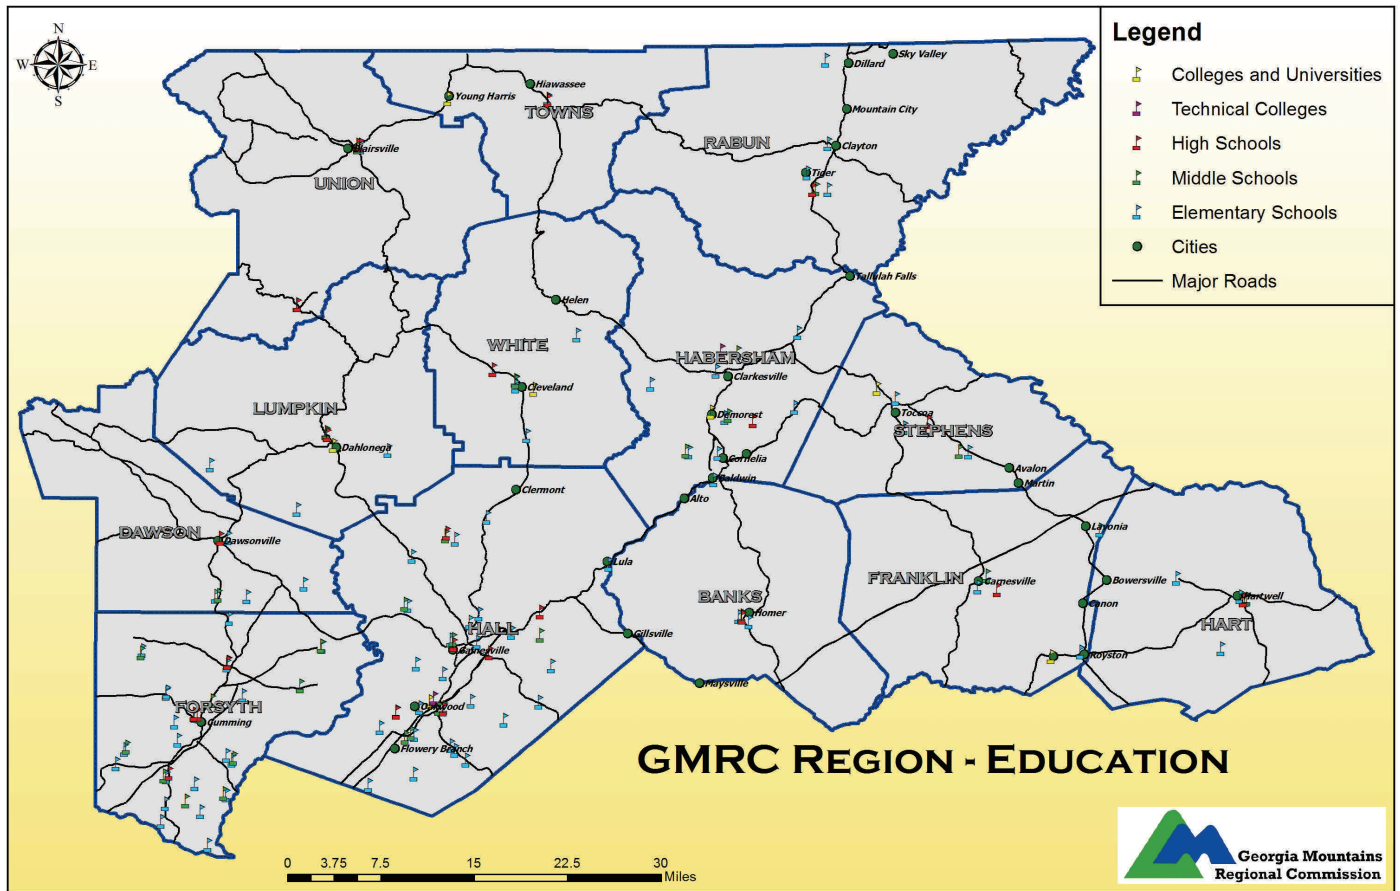 N
W
E
S
Legend
Colleges and Universities
Technical Colleges
High Schools
Middle Schools
Elementary Schools
Cities
Major Roads
Sky Valley
Dillard
Hiawassee
Young Harris
TOWNS
Mountain City
RABUN
Clayton
Blairsville
Tiger
UNION
Tallulah Falls
Helen
WHITE
HABERSHAM
Clarkesville
Cleveland
LUMPKIN
Demorest
Toccoa
STEPHENS
Dahlonega
Cornelia
Avalon
Baldwin
Martin
Clermont
Alto
Lavonia
DAWSON
Dawsonville
Lula
FRANKLIN
Carnesville
Bowersville
BANKS
Hartwell
Canon
Homer
HART
HALL
Gillsville
Gainesville
Royston
Maysville
FORSYTH
Oakwood
Cumming
Flowery Branch
GMRC REGION - EDUCATION
0 3.75 7.5 15 22.5 30
Miles
Georgia Mountains
Regional Commission